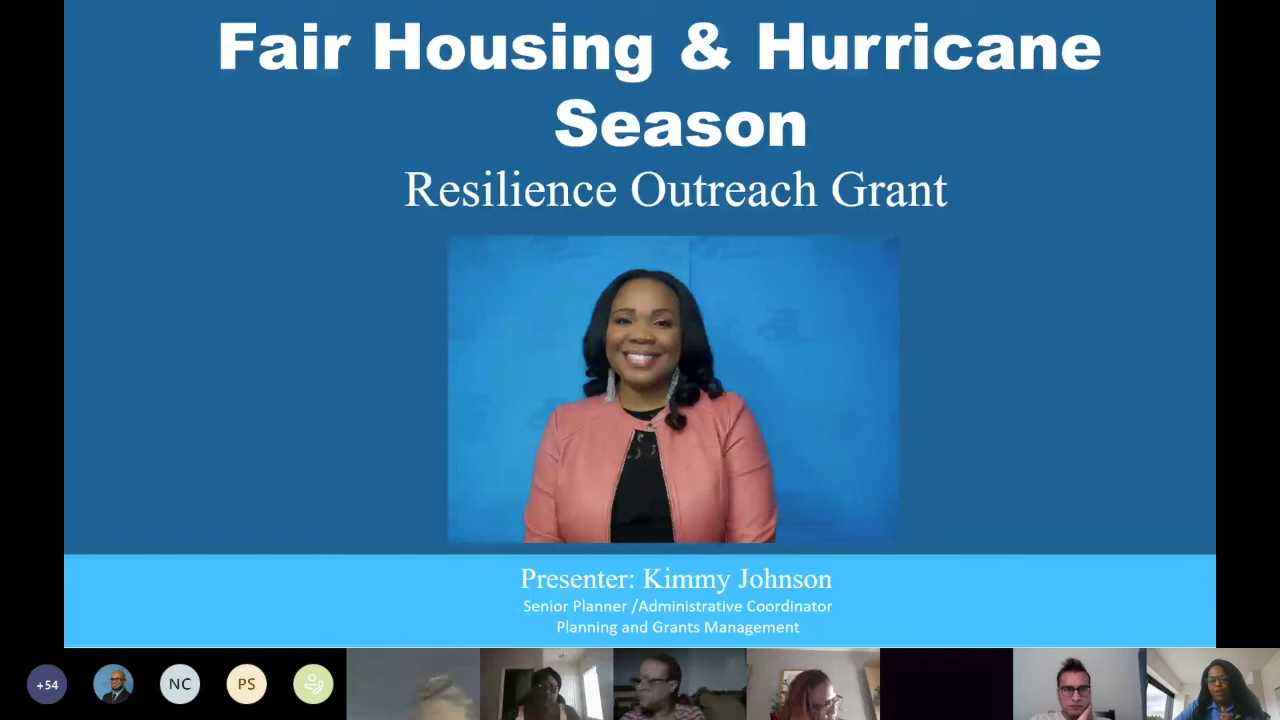 Fair Housing & Hurricane
Season
Resilience Outreach Grant
Presenter: Kimmy Johnson
Senior Planner /Administrative Coordinator
Planning and Grants Management
+54
NC
PS